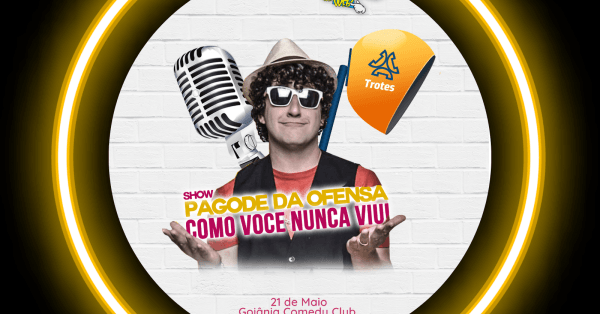 Trotes
SHOW
PAGODE DA OFENSA
COMO VOCE NUNCA VIU!
21 de Maio
Goiânia Comedy Club